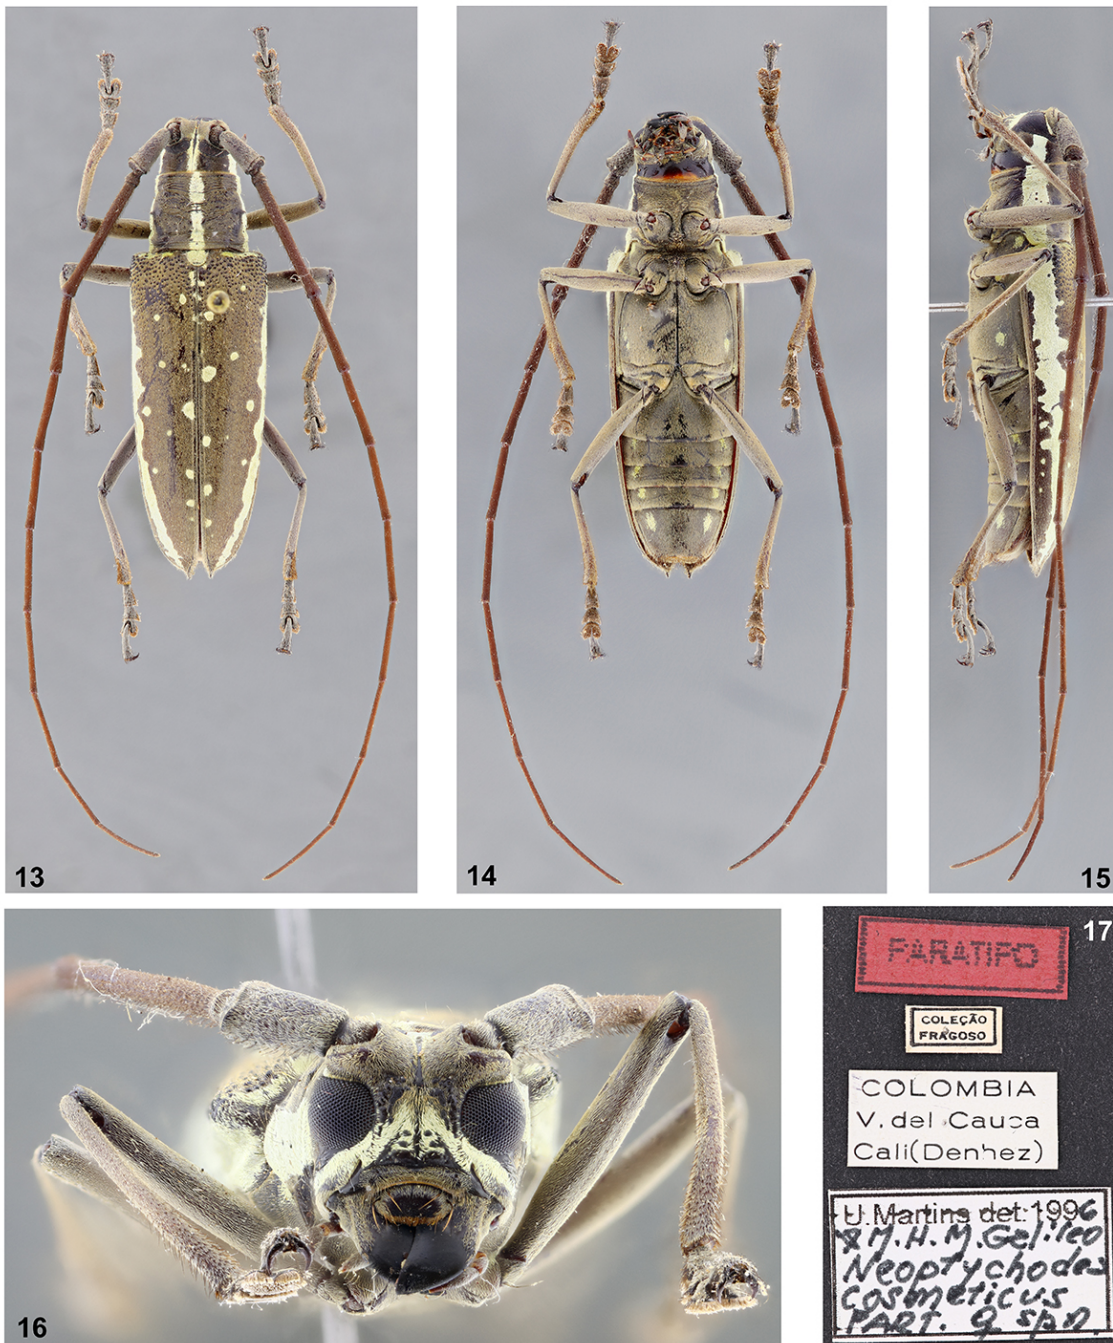 13
14
15
16
17
PARATIPO
COLEÇÃO
FRAGOSO
COLOMBIA
V. del Cauca
Cali(Denhez)
U.Martins det.1996
& M.H.M.Galileo
Neoptychodes
cosmeticus
PART. ♀ sp.n